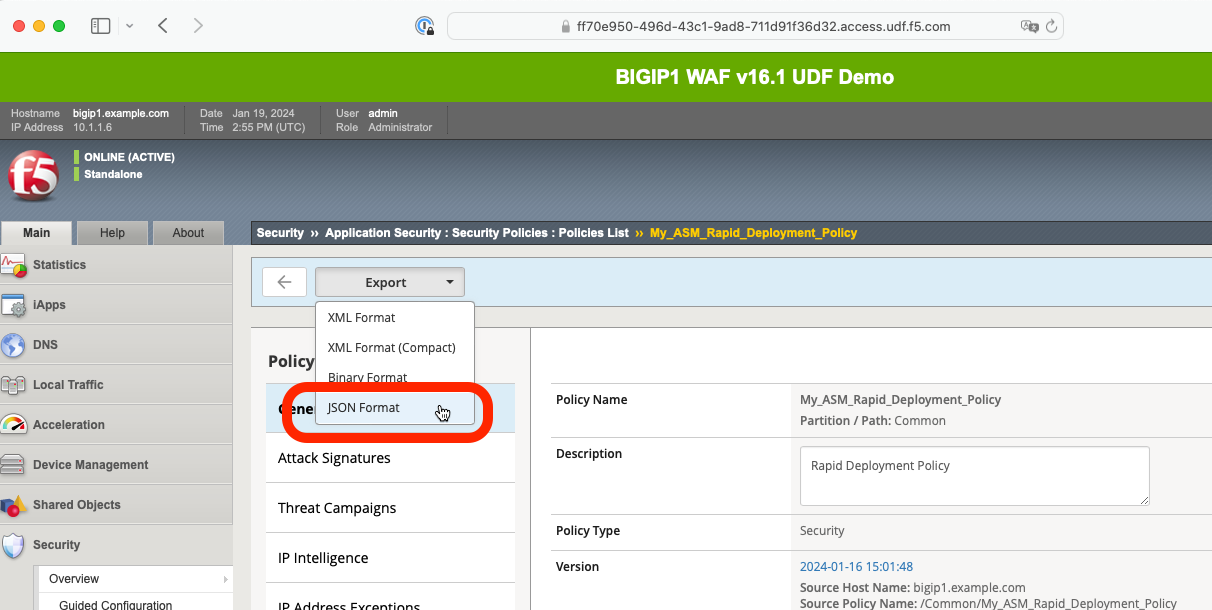 ff70e950-496d-43c1-9ad8-711d91f36d32.access.udf.f5.com
BIGIP1 WAF v16.1 UDF Demo
Hostname bigip1.example.com Date Jan 19, 2024 User admin
IP Address 10.1.1.6 Time 2:55 PM (UTC) Role Administrator
f5
ONLINE (ACTIVE)
Standalone
Main Help About
Security ›› Application Security : Security Policies : Policies List ›› My_ASM_Rapid_Deployment_Policy
Statistics
iApps
DNS
Local Traffic
Acceleration
Device Management
Shared Objects
Security
Overview
Guided Configuration
Export
XML Format
XML Format (Compact)
Binary Format
JSON Format
Policy
Gene
Attack Signatures
Threat Campaigns
IP Intelligence
IP Address Exceptions
Policy Name My_ASM_Rapid_Deployment_Policy
Partition / Path: Common
Description Rapid Deployment Policy
Policy Type Security
Version 2024-01-16 15:01:48
Source Host Name: bigip1.example.com
Source Policy Name: /Common/My_ASM_Rapid_Deployment_Policy